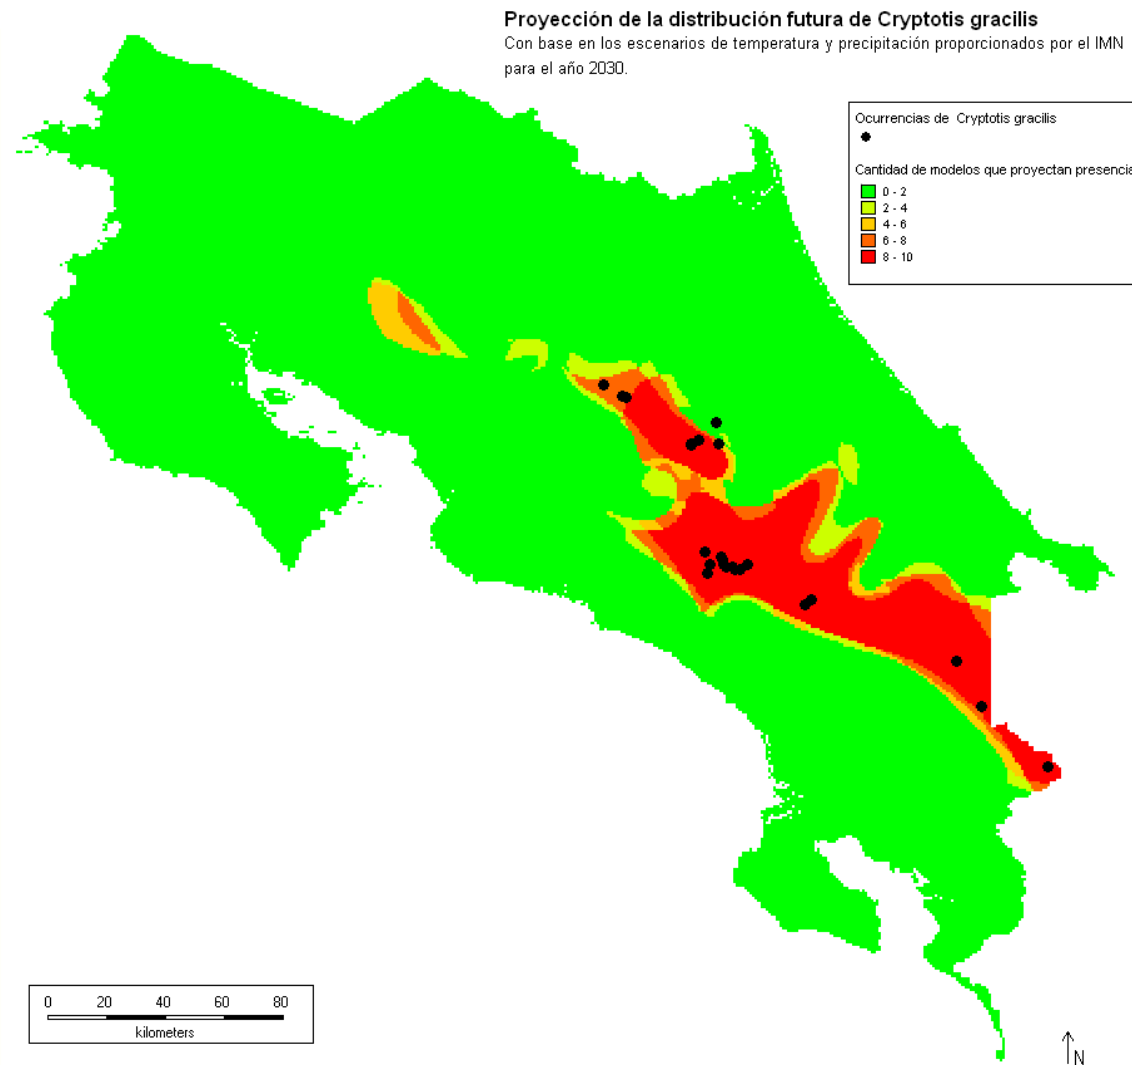 Proyección de la distribución futura de Cryptotis gracilis
Con base en los escenarios de temperatura y precipitación proporcionados por el IMN
para el año 2030.
Ocurrencias de Cryptotis gracilis
Cantidad de modelos que proyectan presencia
0 - 2
2 - 4
4 - 6
6 - 8
8 - 10
0 20 40 60 80
kilometers
N